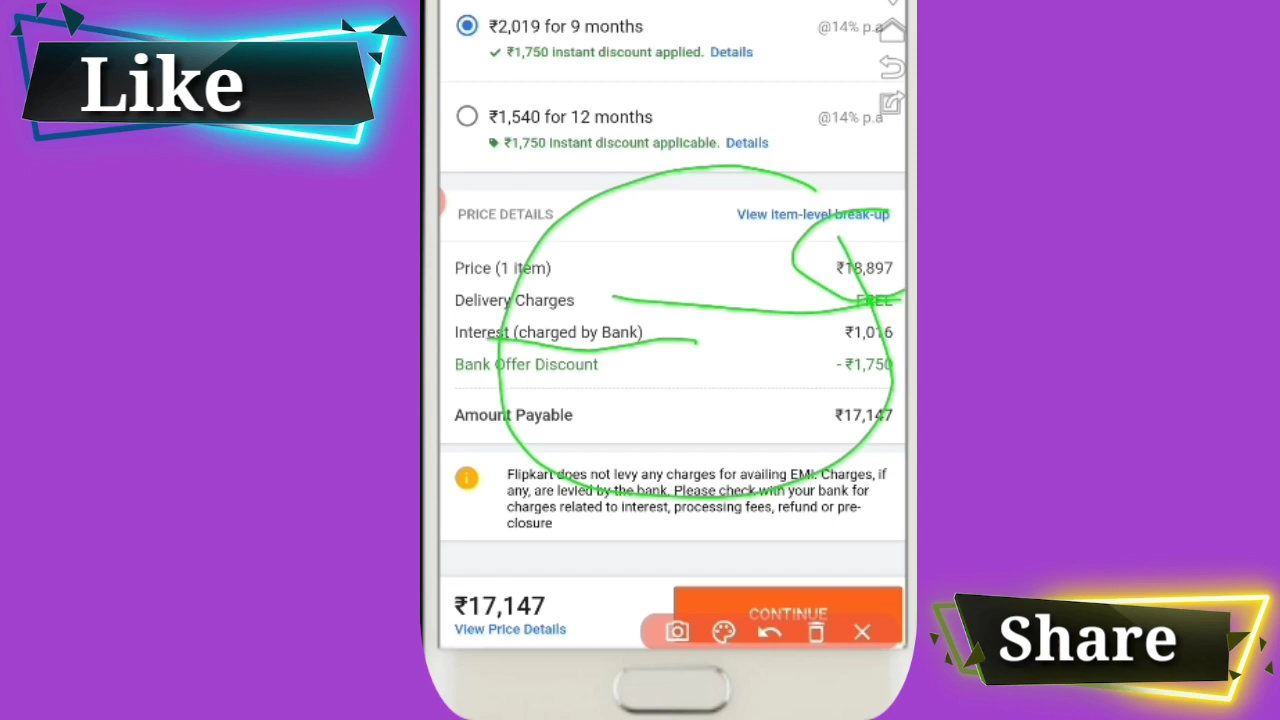 Like
₹2,019 for 9 months @14% p.a
₹1,750 instant discount applied. Details
₹1,540 for 12 months @14% p.a
₹1,750 instant discount applicable. Details
PRICE DETAILS View item-level break-up
Price (1 item) ₹18,897
Delivery Charges FREE
Interest (charged by Bank) ₹1,016
Bank Offer Discount - ₹1,750
Amount Payable ₹17,147
Flipkart does not levy any charges for availing EMI. Charges, if
any, are levied by the bank. Please check with your bank for
charges related to interest, processing fees, refund or pre-
closure
₹17,147 CONTINUE
View Price Details
Share